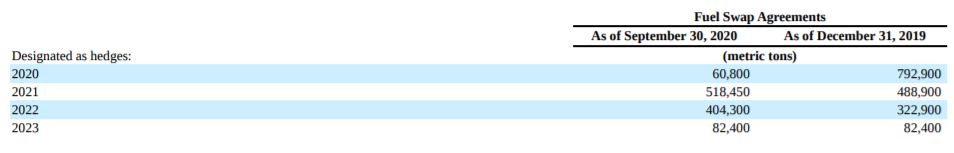 Fuel Swap Agreements
As of September 30, 2020 As of December 31, 2019
Designated as hedges: (metric tons)
2020 60,800 792,900
2021 518,450 488,900
2022 404,300 322,900
2023 82,400 82,400